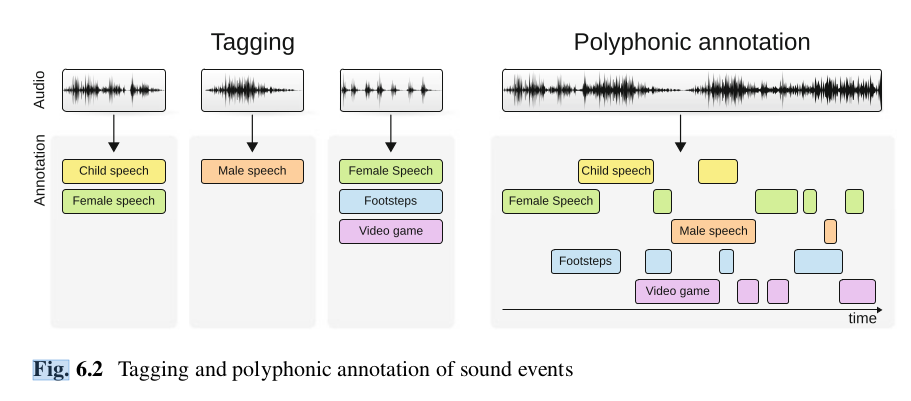 Tagging
Polyphonic annotation
Audio
Annotation
Child speech
Female speech
Male speech
Female Speech
Footsteps
Video game
Child speech
Female Speech
Male speech
Footsteps
Video game
time
Fig. 6.2 Tagging and polyphonic annotation of sound events